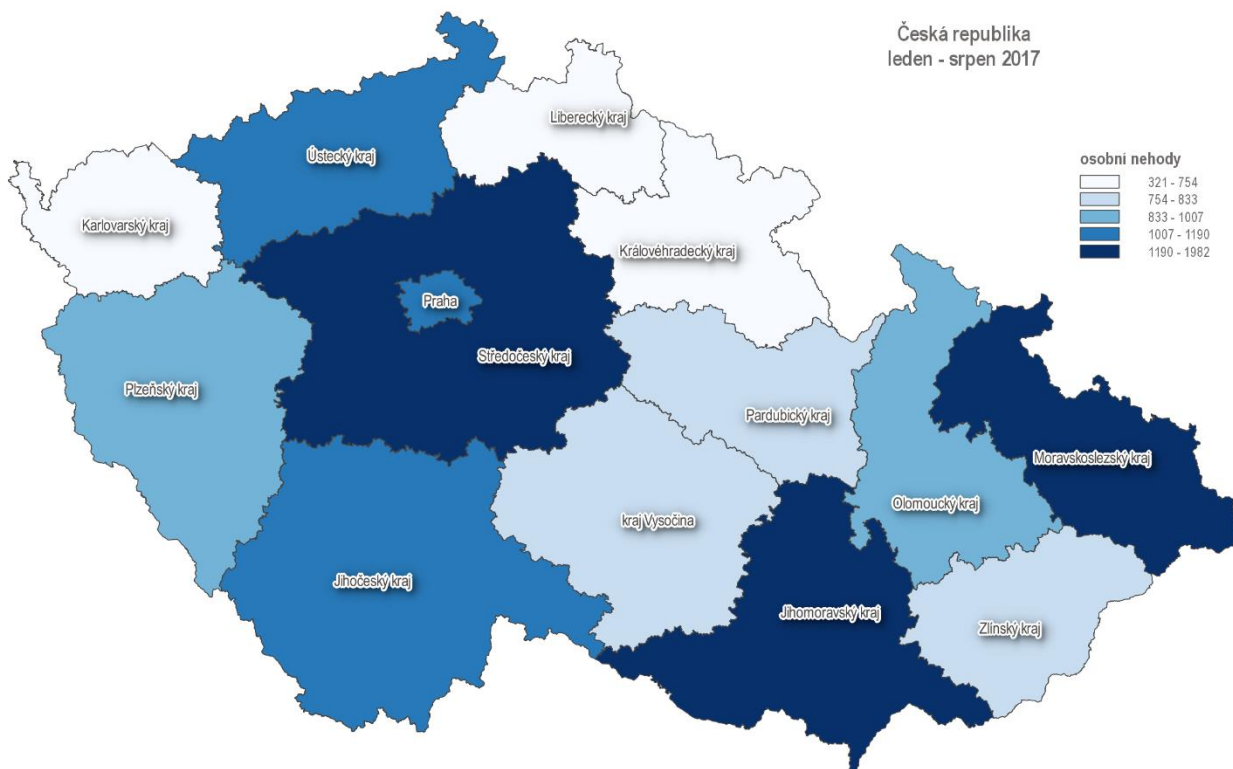 Česká republika
leden - srpen 2017
osobní nehody
321 - 754
754 - 833
833 - 1007
1007 - 1190
1190 - 1982
Liberecký kraj
Ústecký kraj
Karlovarský kraj
Královéhradecký kraj
Praha
Středočeský kraj
Plzeňský kraj
Pardubický kraj
Moravskoslezský kraj
Olomoucký kraj
kraj Vysočina
Jihočeský kraj
Jihomoravský kraj
Zlínský kraj